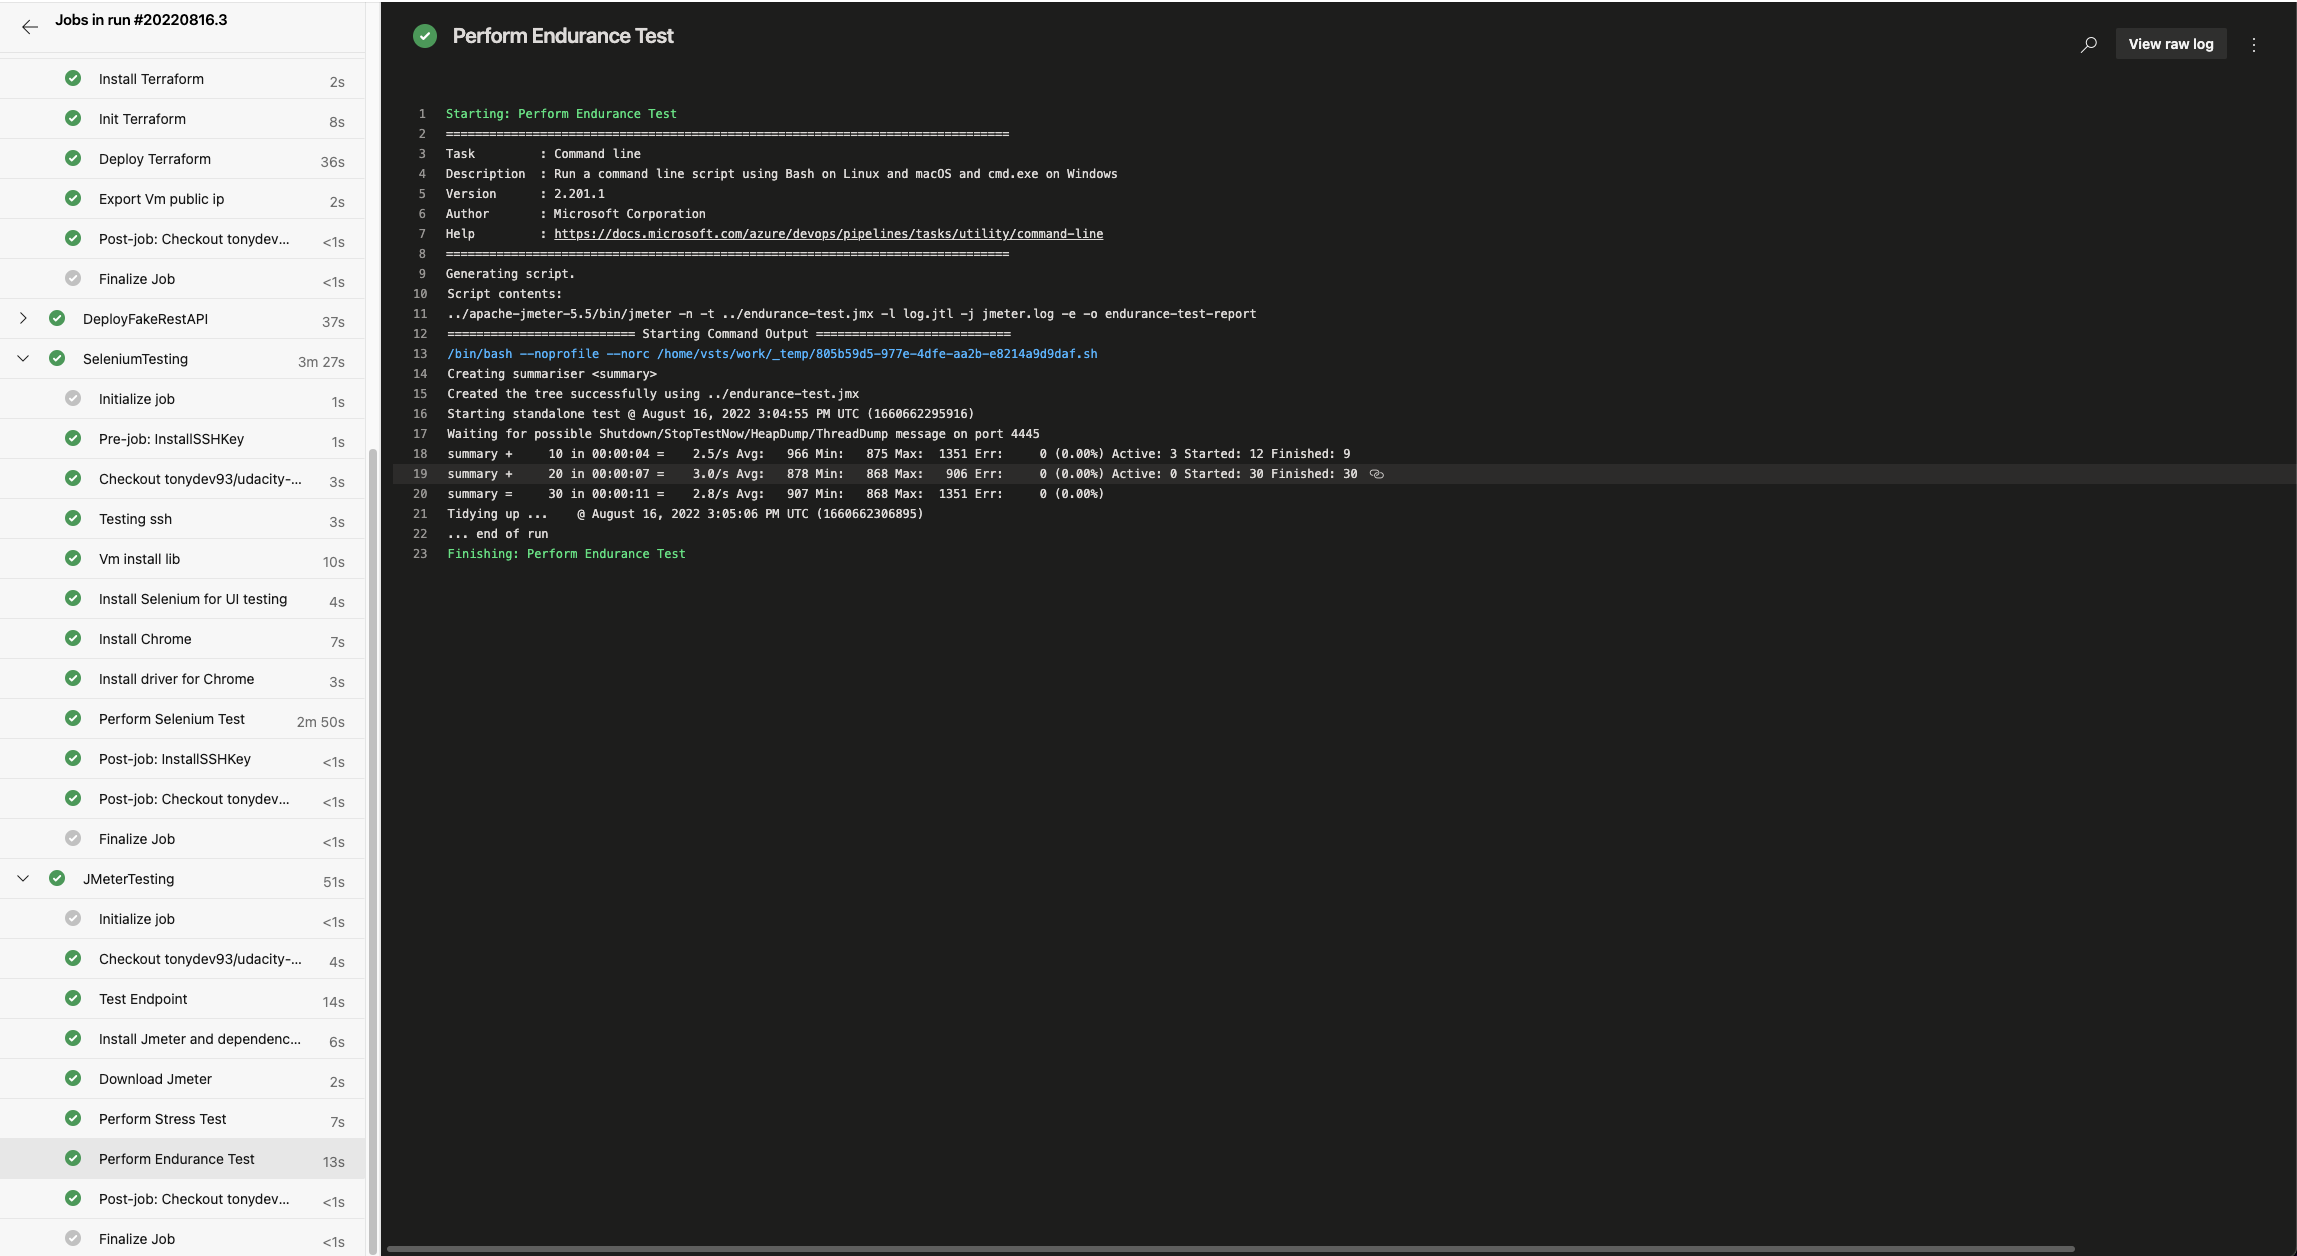 Jobs in run #20220816.3
Install Terraform 2s
Init Terraform 8s
Deploy Terraform 36s
Export Vm public ip 2s
Post-job: Checkout tonydev... <1s
Finalize Job <1s
DeployFakeRestAPI 37s
SeleniumTesting 3m 27s
Initialize job 1s
Pre-job: InstallSSHKey 1s
Checkout tonydev93/udacity-... 3s
Testing ssh 3s
Vm install lib 10s
Install Selenium for UI testing 4s
Install Chrome 7s
Install driver for Chrome 3s
Perform Selenium Test 2m 50s
Post-job: InstallSSHKey <1s
Post-job: Checkout tonydev... <1s
Finalize Job <1s
JMeterTesting 51s
Initialize job <1s
Checkout tonydev93/udacity-... 4s
Test Endpoint 14s
Install Jmeter and dependenc... 6s
Download Jmeter 2s
Perform Stress Test 7s
Perform Endurance Test 13s
Post-job: Checkout tonydev... <1s
Finalize Job <1s
Perform Endurance Test
View raw log
1 Starting: Perform Endurance Test
2 ==============================================================================
3 Task         : Command line
4 Description  : Run a command line script using Bash on Linux and macOS and cmd.exe on Windows
5 Version      : 2.201.1
6 Author       : Microsoft Corporation
7 Help         : https://docs.microsoft.com/azure/devops/pipelines/tasks/utility/command-line
8 ==============================================================================
9 Generating script.
10 Script contents:
11 ../apache-jmeter-5.5/bin/jmeter -n -t ../endurance-test.jmx -l log.jtl -j jmeter.log -e -o endurance-test-report
12 ========================== Starting Command Output ===========================
13 /bin/bash --noprofile --norc /home/vsts/work/_temp/805b59d5-977e-4dfe-aa2b-e8214a9d9daf.sh
14 Creating summariser <summary>
15 Created the tree successfully using ../endurance-test.jmx
16 Starting standalone test @ August 16, 2022 3:04:55 PM UTC (1660662295916)
17 Waiting for possible Shutdown/StopTestNow/HeapDump/ThreadDump message on port 4445
18 summary +     10 in 00:00:04 =    2.5/s Avg:   966 Min:   875 Max:  1351 Err:     0 (0.00%) Active: 3 Started: 12 Finished: 9
19 summary +     20 in 00:00:07 =    3.0/s Avg:   878 Min:   868 Max:   906 Err:     0 (0.00%) Active: 0 Started: 30 Finished: 30
20 summary =     30 in 00:00:11 =    2.8/s Avg:   907 Min:   868 Max:  1351 Err:     0 (0.00%)
21 Tidying up ...    @ August 16, 2022 3:05:06 PM UTC (1660662306895)
22 ... end of run
23 Finishing: Perform Endurance Test